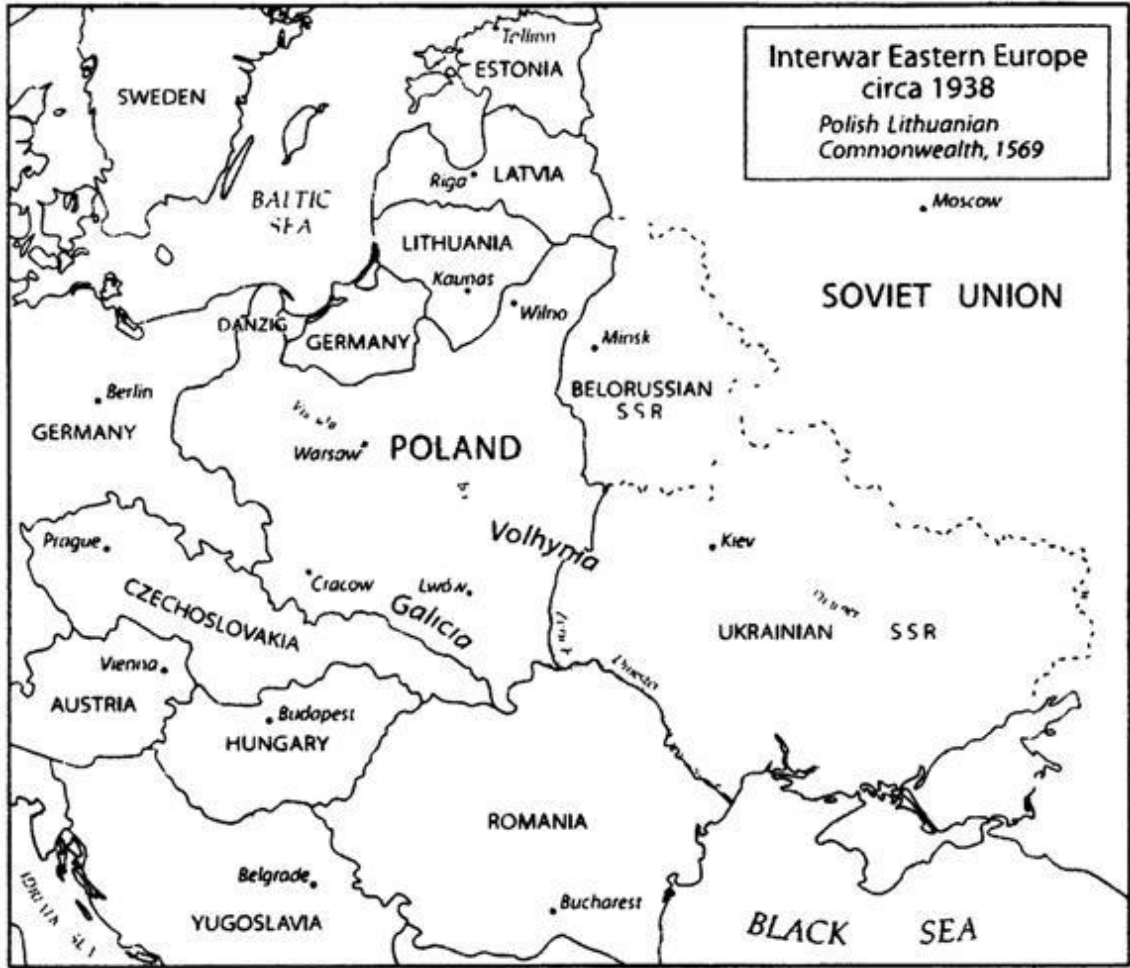 Interwar Eastern Europe
circa 1938
Polish Lithuanian
Commonwealth, 1569
ESTONIA
SWEDEN
Riga
LATVIA
Moscow
BALTIC
SEA
LITHUANIA
Kaunas
Wilno
SOVIET UNION
DANZIG
GERMANY
Minsk
BELORUSSIAN
SSR
Berlin
GERMANY
Warsaw
POLAND
Volhynia
Prague
Kiev
Cracow
Lwów
Galicia
CZECHOSLOVAKIA
UKRAINIAN SSR
Vienna
AUSTRIA
Budapest
HUNGARY
ROMANIA
Belgrade
Bucharest
YUGOSLAVIA
BLACK SEA